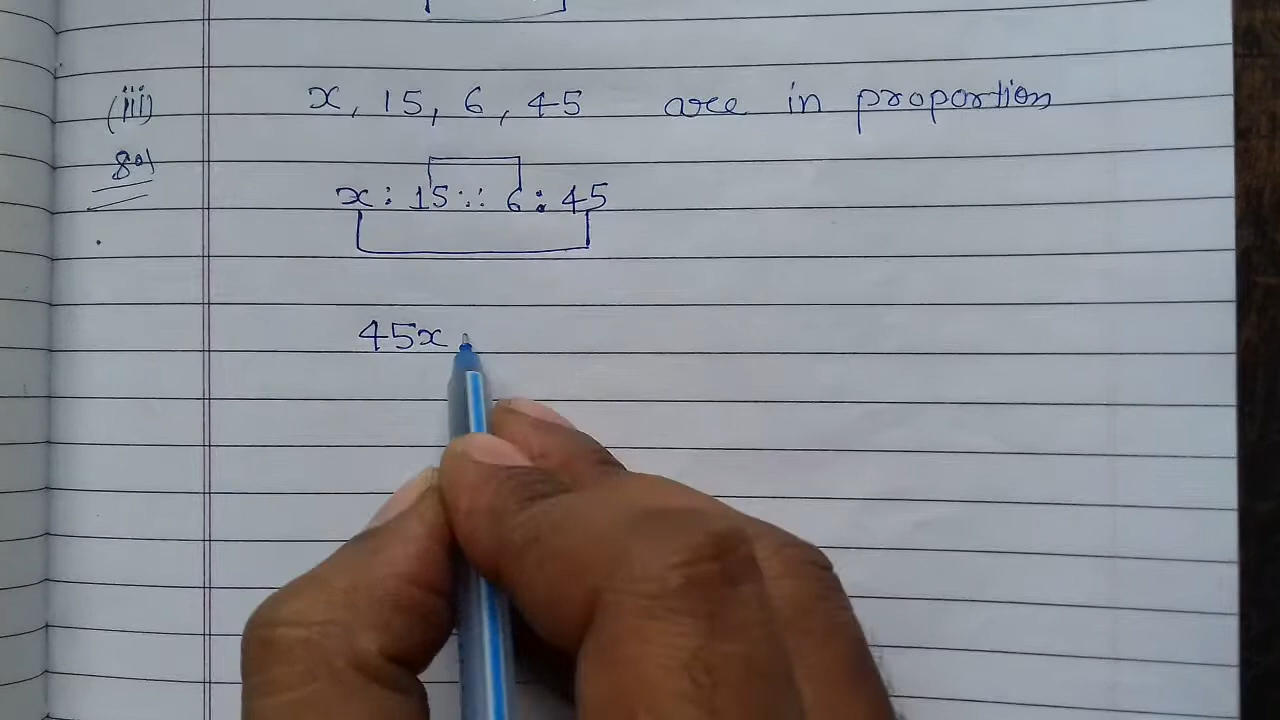 (iii) x, 15, 6, 45 are in proportion
Sol x : 15 :: 6 : 45
45x